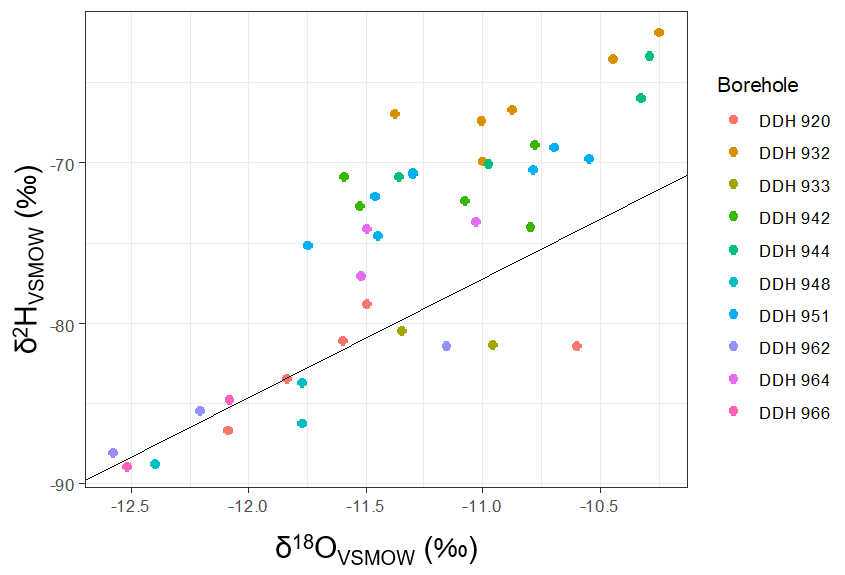 Borehole
DDH 920
DDH 932
DDH 933
DDH 942
DDH 944
DDH 948
DDH 951
DDH 962
DDH 964
DDH 966
-70
-80
-90
δ²H_VSMOW (‰)
-12.5 -12.0 -11.5 -11.0 -10.5
δ¹⁸O_VSMOW (‰)